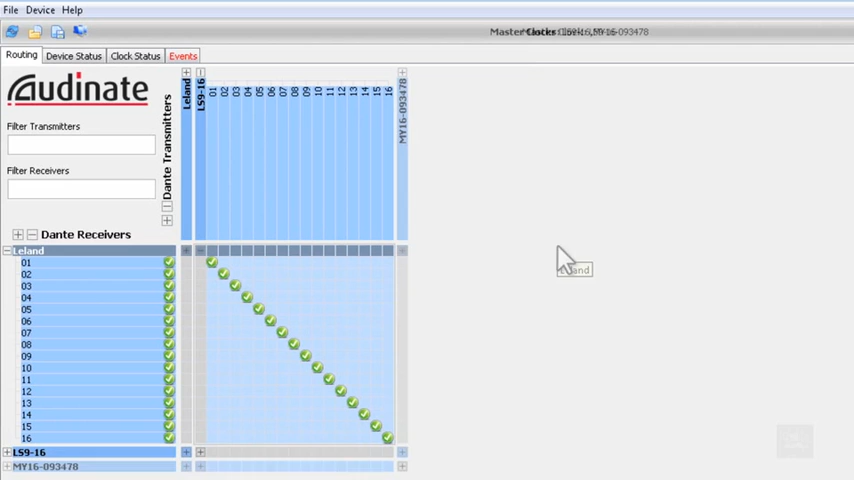 File Device Help
Routing Device Status Clock Status Events
Audinate
Filter Transmitters
Filter Receivers
Dante Transmitters
Leland
LS9-16
01 02 03 04 05 06 07 08 09 10 11 12 13 14 15 16
MY16-093478
Dante Receivers
Leland
01
02
03
04
05
06
07
08
09
10
11
12
13
14
15
16
LS9-16
MY16-093478